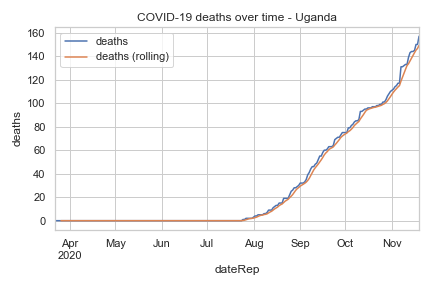 COVID-19 deaths over time - Uganda
deaths
deaths (rolling)
160
140
120
100
80
60
40
20
0
deaths
Apr May Jun Jul Aug Sep Oct Nov
2020
dateRep